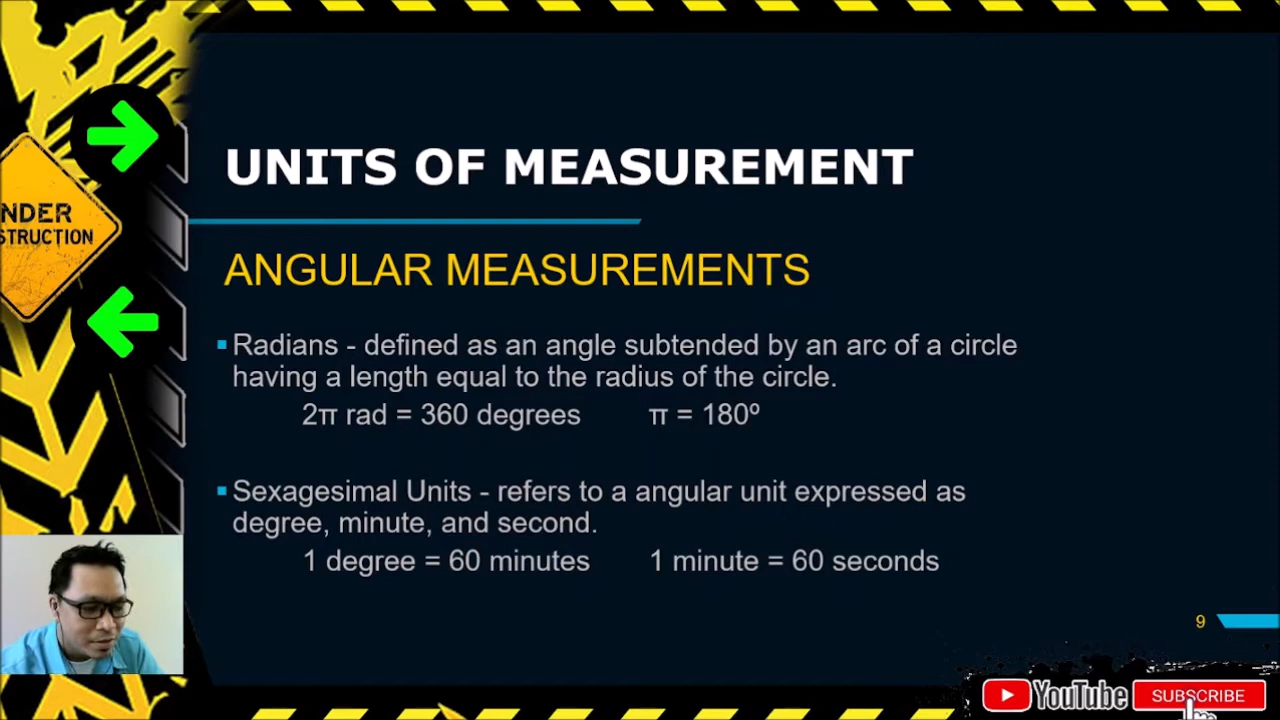 UNITS OF MEASUREMENT
NDER
STRUCTION
ANGULAR MEASUREMENTS
Radians - defined as an angle subtended by an arc of a circle
having a length equal to the radius of the circle.
2π rad = 360 degrees π = 180º
Sexagesimal Units - refers to a angular unit expressed as
degree, minute, and second.
1 degree = 60 minutes 1 minute = 60 seconds
9
YouTube SUBSCRIBE